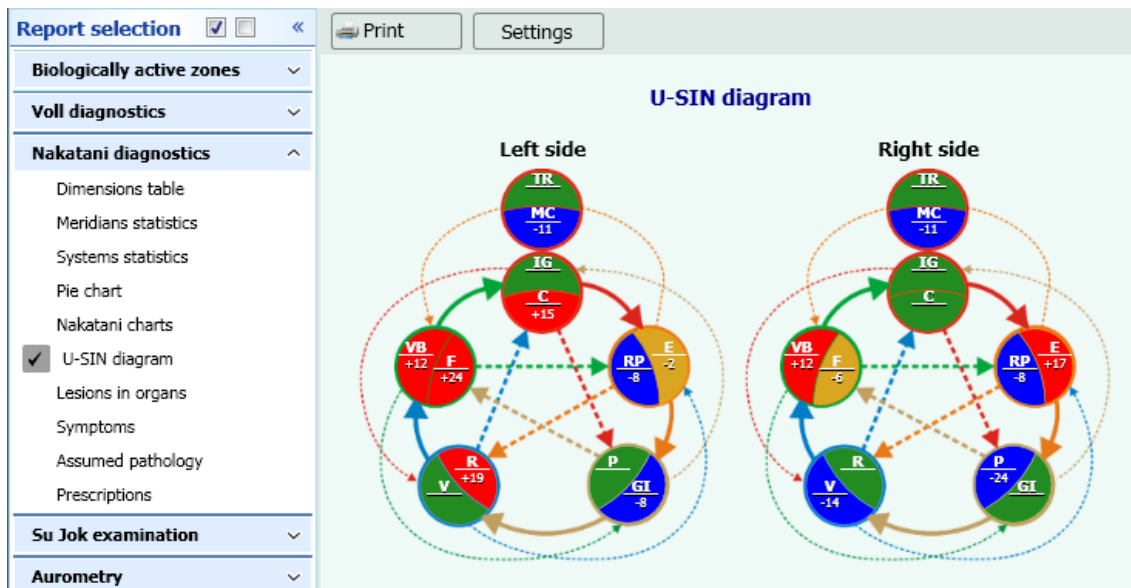 Report selection
Print
Settings
Biologically active zones
Voll diagnostics
Nakatani diagnostics
Dimensions table
Meridians statistics
Systems statistics
Pie chart
Nakatani charts
U-SIN diagram
Lesions in organs
Symptoms
Assumed pathology
Prescriptions
Su Jok examination
Aurometry
U-SIN diagram
Left side
TR
MC
-11
IG
C
+15
VB
+12
F
+24
RP
-8
E
-2
R
+19
V
P
GI
-8
Right side
TR
MC
-11
IG
C
VB
+12
F
-6
RP
-8
E
+17
R
V
-14
P
-24
GI